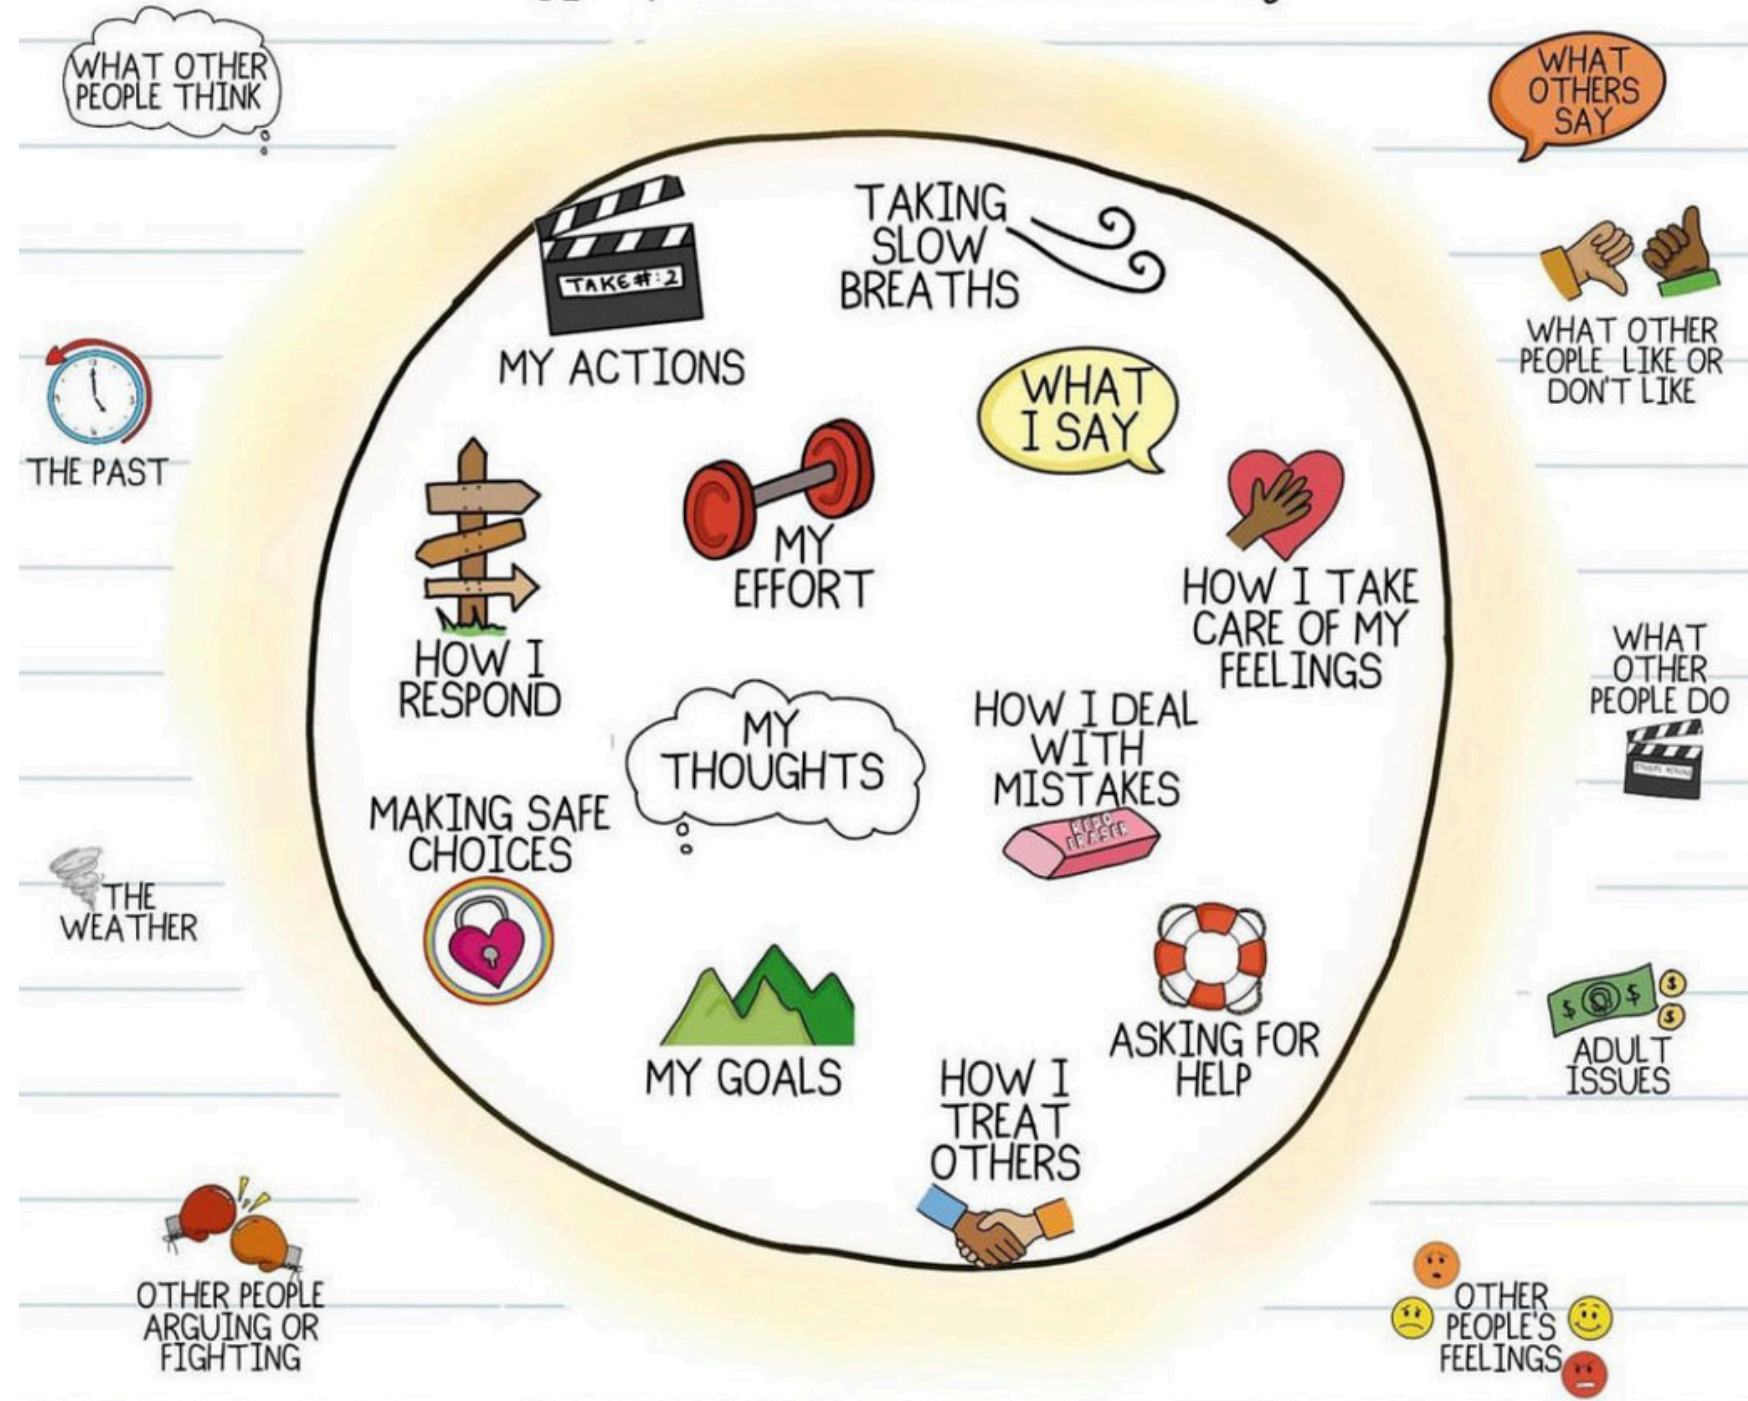 WHAT OTHER
PEOPLE THINK
WHAT
OTHERS
SAY
TAKE #:2
MY ACTIONS
TAKING
SLOW
BREATHS
WHAT OTHER
PEOPLE LIKE OR
DON'T LIKE
THE PAST
WHAT
I SAY
MY
EFFORT
HOW I
RESPOND
HOW I TAKE
CARE OF MY
FEELINGS
WHAT
OTHER
PEOPLE DO
MY
THOUGHTS
HOW I DEAL
WITH
MISTAKES
ERASER
MAKING SAFE
CHOICES
THE
WEATHER
MY GOALS
ASKING FOR
HELP
$ $
$
$
ADULT
ISSUES
HOW I
TREAT
OTHERS
OTHER PEOPLE
ARGUING OR
FIGHTING
OTHER
PEOPLE'S
FEELINGS